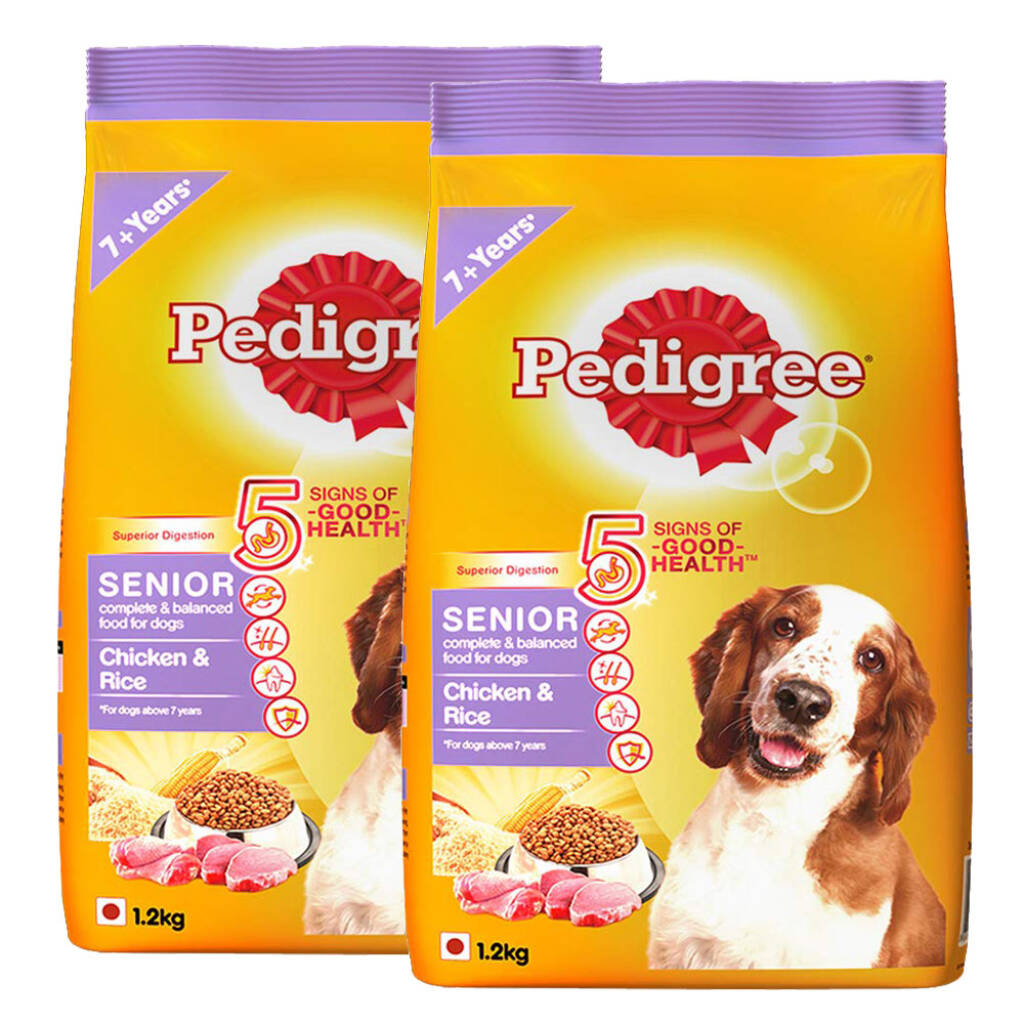 7+Years*
Pedigr
5 SIGNS OF
-GOOD-
HEALTH
Superior Digestion
SENIOR
complete & balanced
food for dogs
Chicken &
Rice
*For dogs above 7 years
1.2kg
7+Years*
Pedigree®
5 SIGNS OF
-GOOD-
HEALTH™
Superior Digestion
SENIOR
complete & balanced
food for dogs
Chicken &
Rice
*For dogs above 7 years
1.2kg